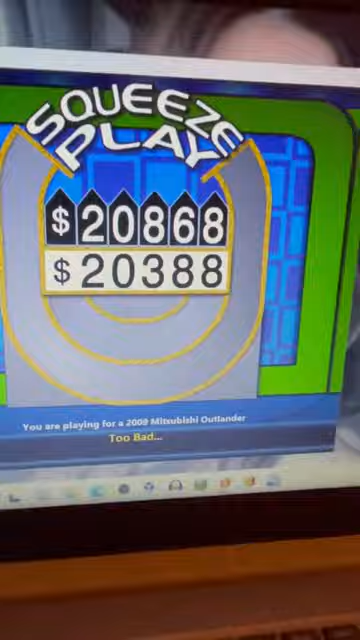 SQUEEZE
PLAY
$20868
$20388
You are playing for a 2009 Mitsubishi Outlander
Too Bad...